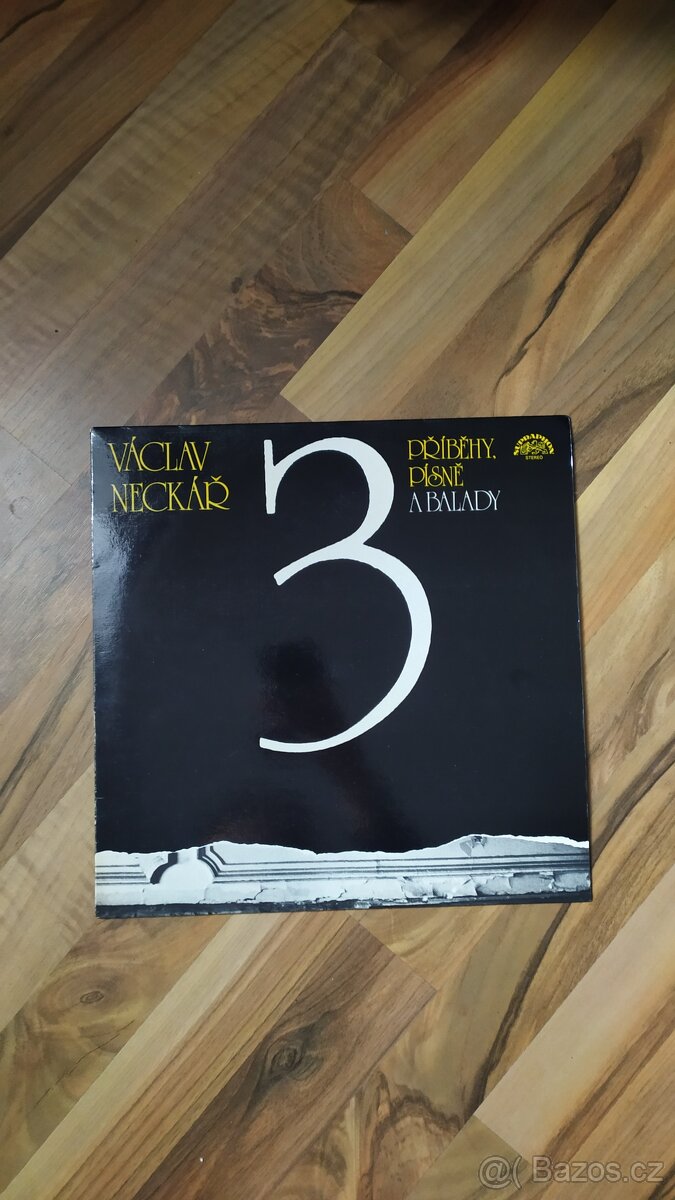 VÁCLAV
NECKÁŘ
3
PŘÍBĚHY,
PÍSNĚ
A BALADY
SUPRAPHON
STEREO
@ Bazos.cz